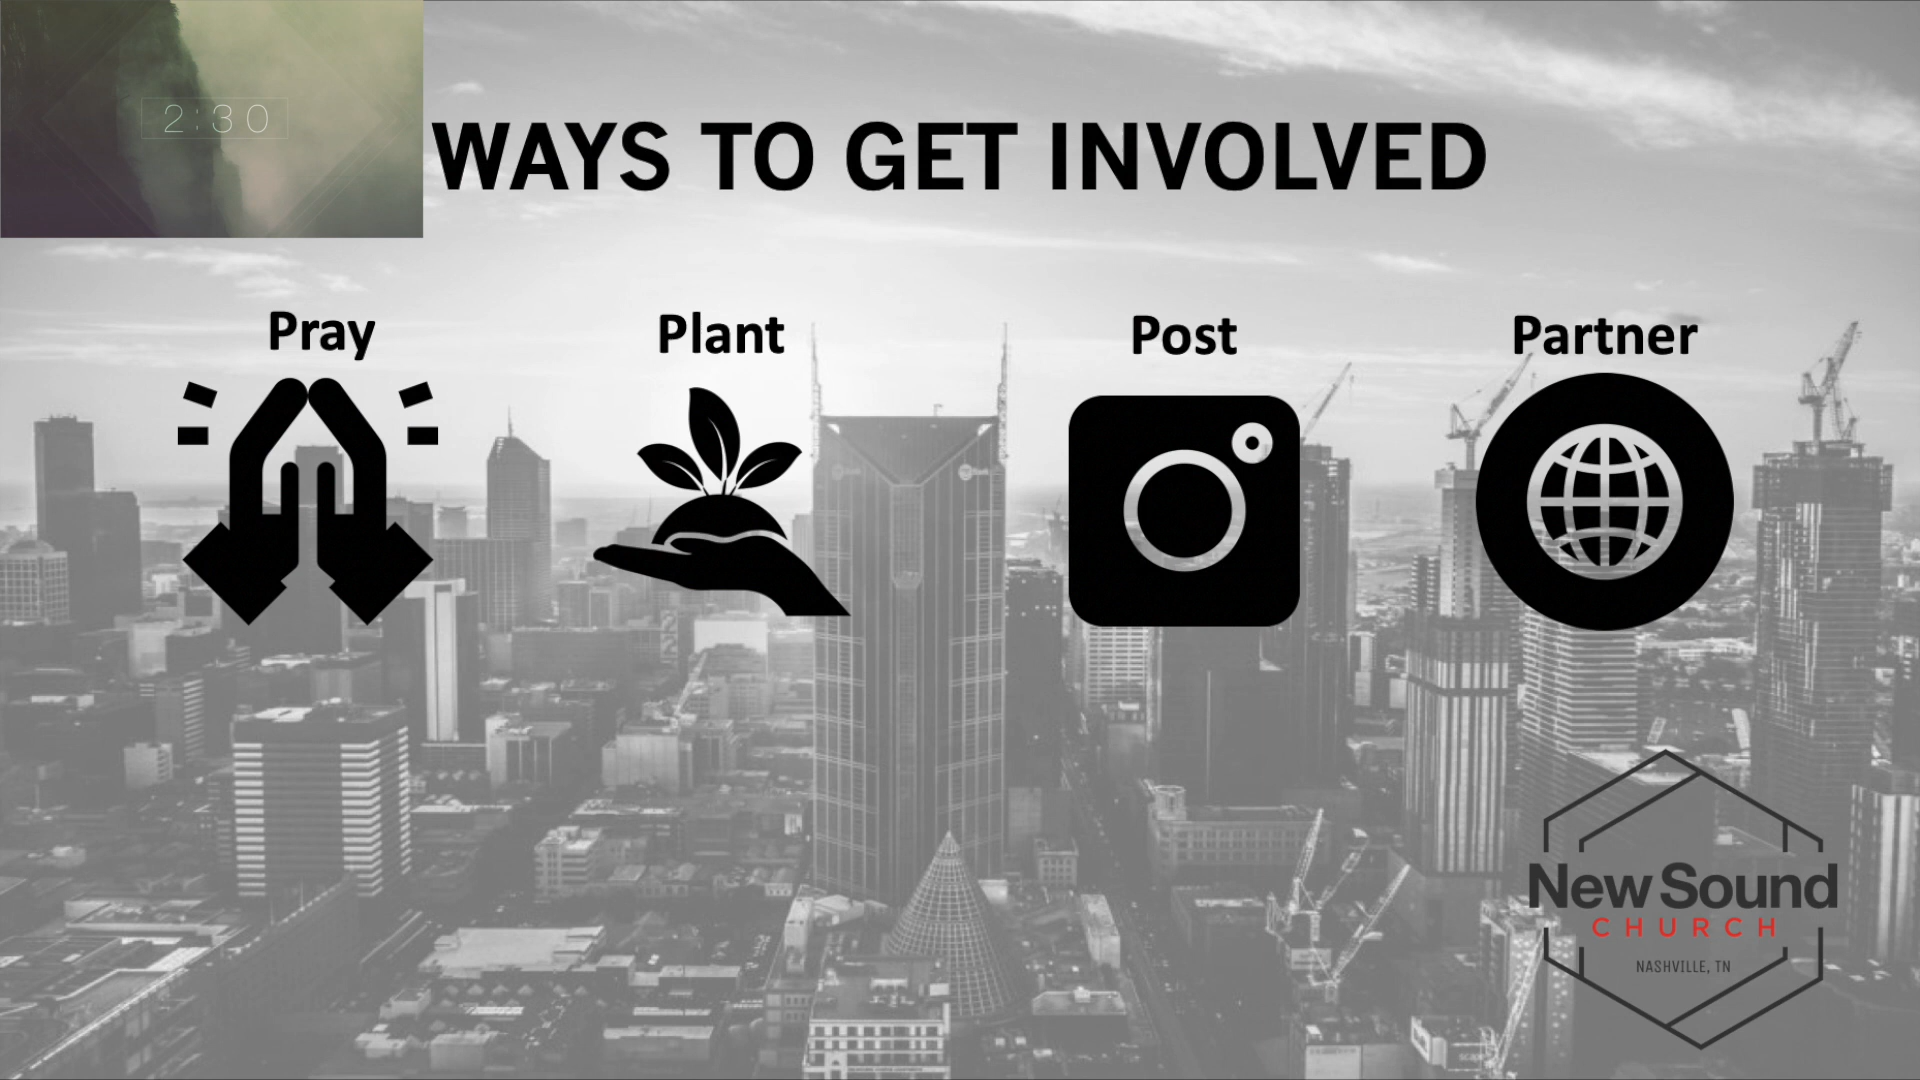 2:30
WAYS TO GET INVOLVED
Pray
Plant
Post
Partner
New Sound
CHURCH
NASHVILLE, TN